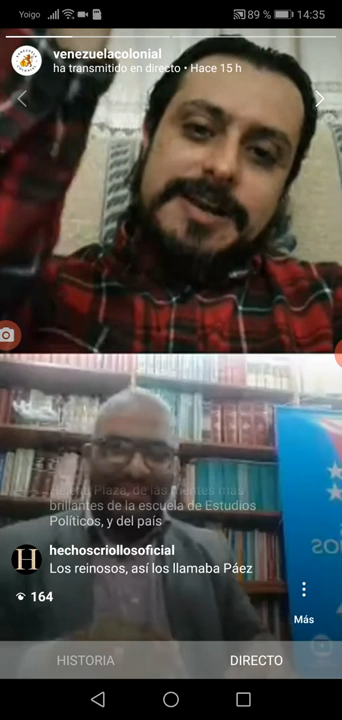 Yoigo 89 % 14:35
venezuelacolonial
ha transmitido en directo • Hace 15 h
Plaza, de las mentes más
brillantes de la escuela de Estudios
Políticos, y del país
H hechoscriollosoficial
Los reinosos, así los llamaba Páez
164
Más
HISTORIA DIRECTO